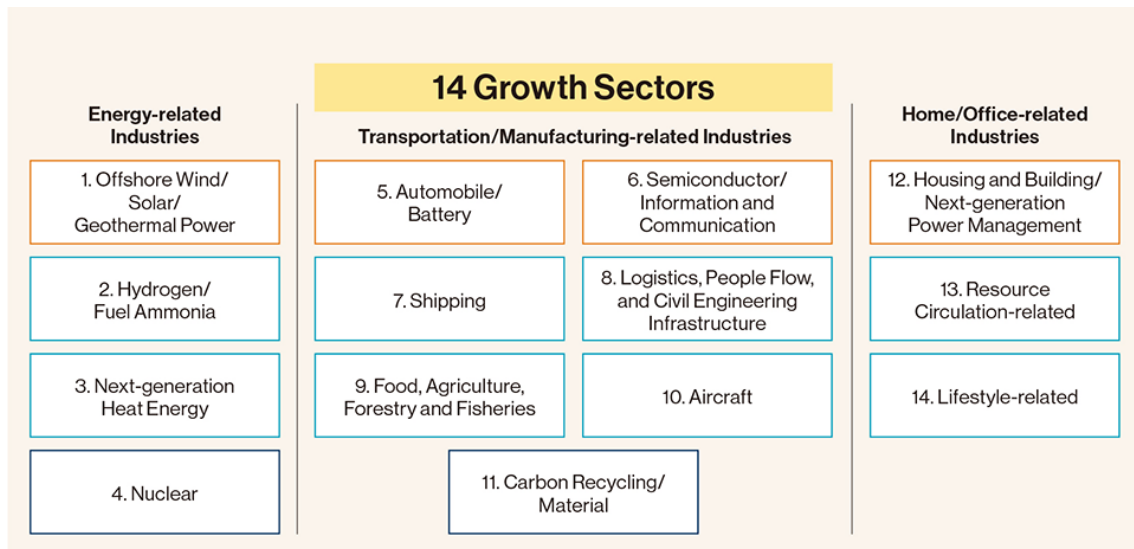 14 Growth Sectors
Energy-related
Industries
1. Offshore Wind/
Solar/
Geothermal Power
2. Hydrogen/
Fuel Ammonia
3. Next-generation
Heat Energy
4. Nuclear
Transportation/Manufacturing-related Industries
5. Automobile/
Battery
6. Semiconductor/
Information and
Communication
7. Shipping
8. Logistics, People Flow,
and Civil Engineering
Infrastructure
9. Food, Agriculture,
Forestry and Fisheries
10. Aircraft
11. Carbon Recycling/
Material
Home/Office-related
Industries
12. Housing and Building/
Next-generation
Power Management
13. Resource
Circulation-related
14. Lifestyle-related